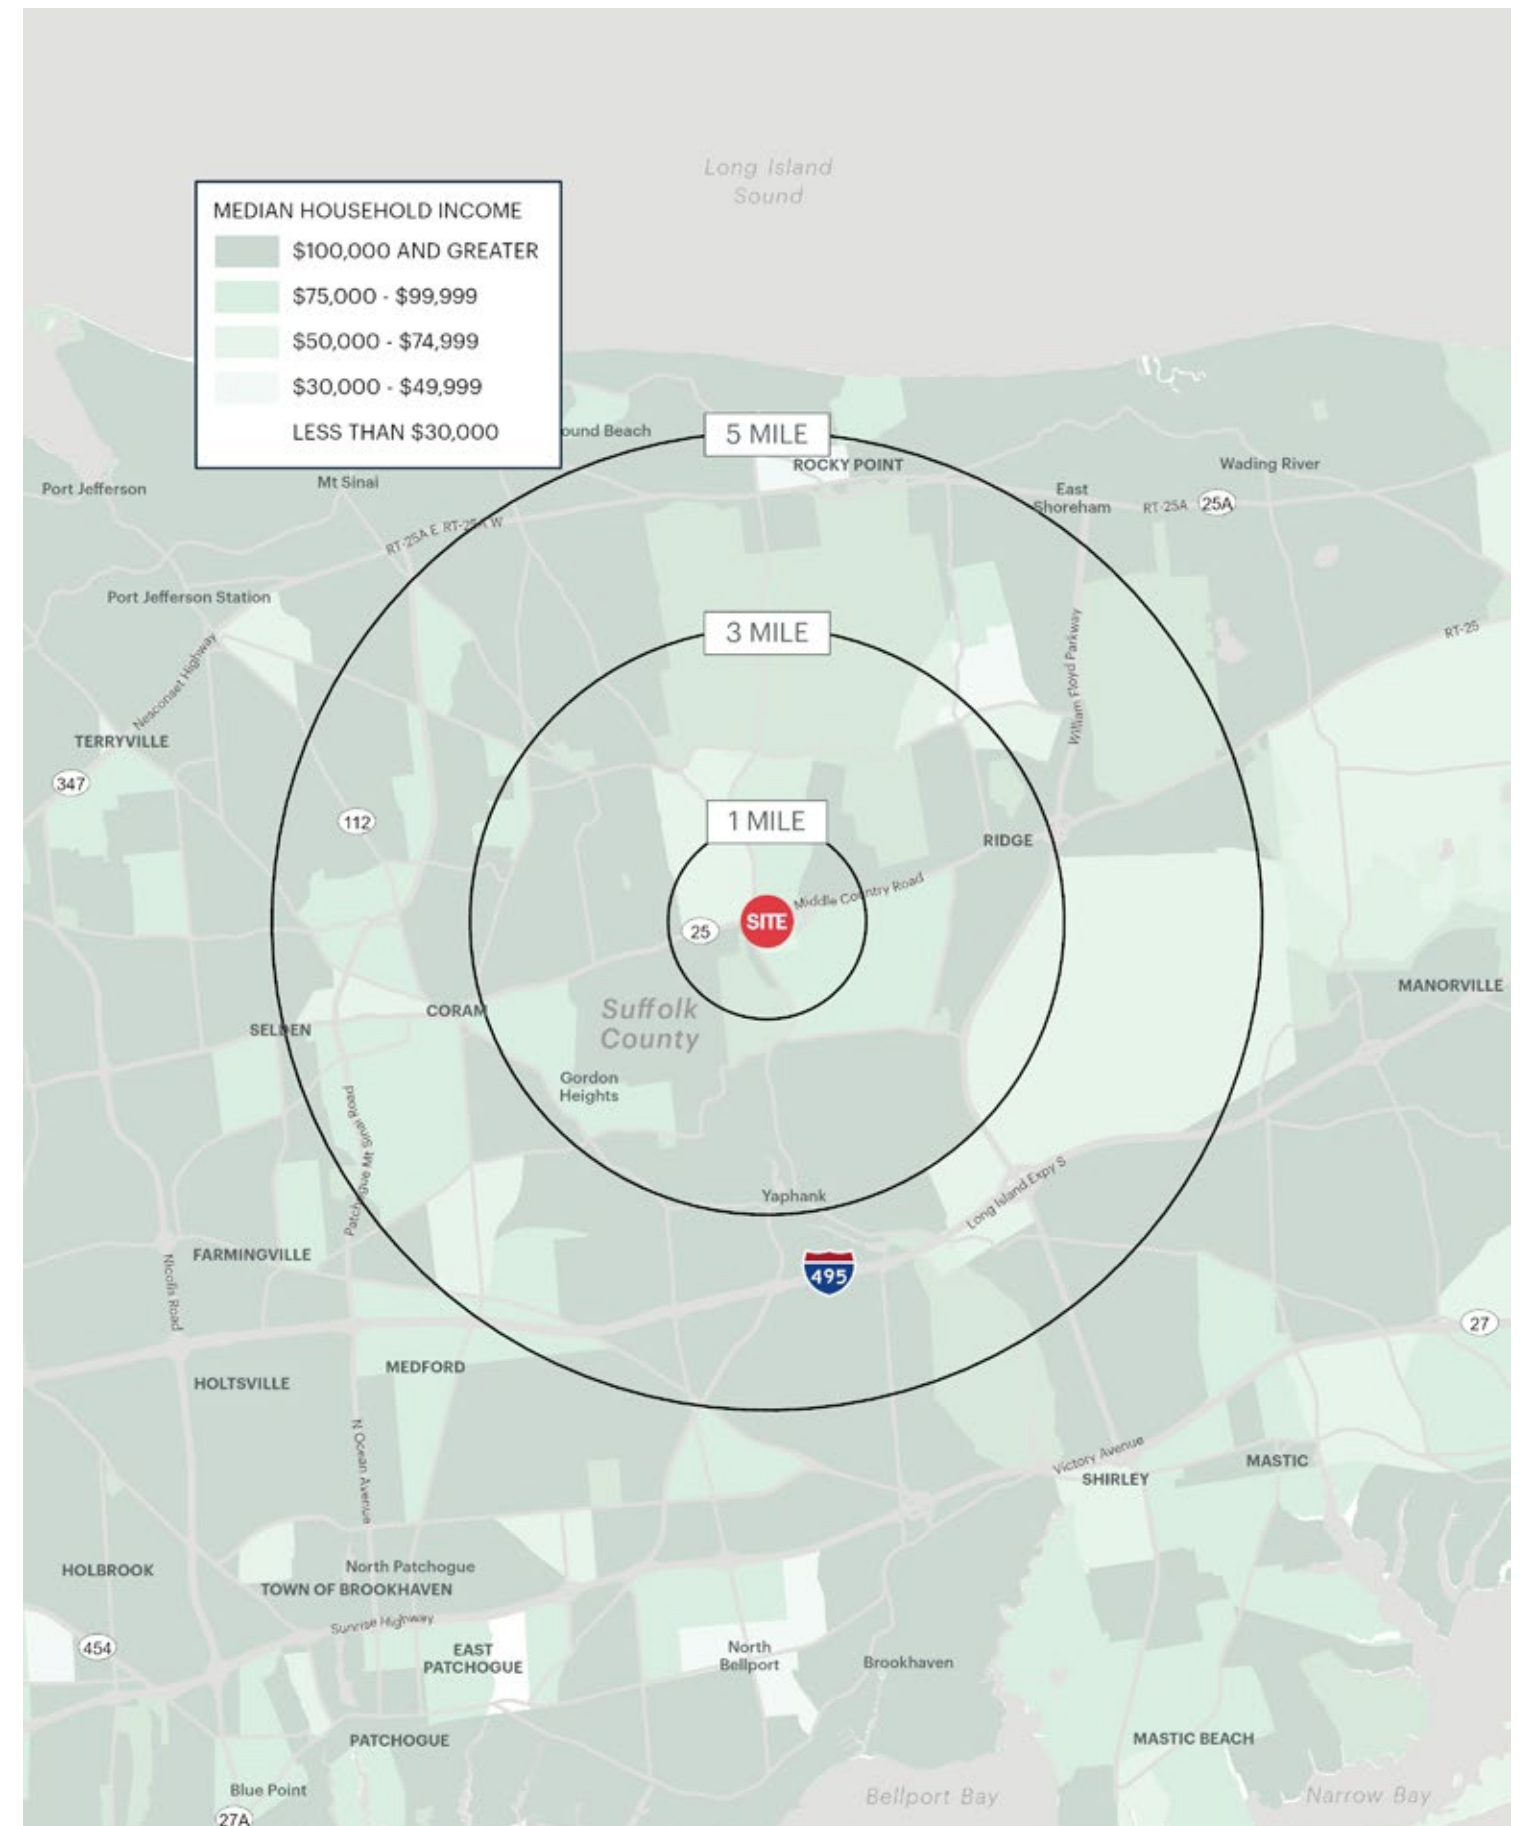 Long Island
Sound
MEDIAN HOUSEHOLD INCOME
$100,000 AND GREATER
$75,000 - $99,999
$50,000 - $74,999
$30,000 - $49,999
LESS THAN $30,000
ound Beach
5 MILE
ROCKY POINT
Wading River
Port Jefferson
Mt Sinai
East
Shoreham
RT-25A
25A
RT-25A E RT-25A W
Port Jefferson Station
3 MILE
RT-25
Nesconset Highway
William Floyd Parkway
TERRYVILLE
347
112
1 MILE
RIDGE
Middle Country Road
SITE
25
MANORVILLE
Suffolk
County
CORAM
SELDEN
Gordon
Heights
Patchogue Mt Sinai Road
Yaphank
Long Island Expy S
FARMINGVILLE
Nicolls Road
495
27
MEDFORD
HOLTSVILLE
N Ocean Avenue
Victory Avenue
MASTIC
SHIRLEY
HOLBROOK
North Patchogue
TOWN OF BROOKHAVEN
Sunrise Highway
454
EAST
PATCHOGUE
North
Bellport
Brookhaven
PATCHOGUE
MASTIC BEACH
Blue Point
Bellport Bay
Narrow Bay
27A